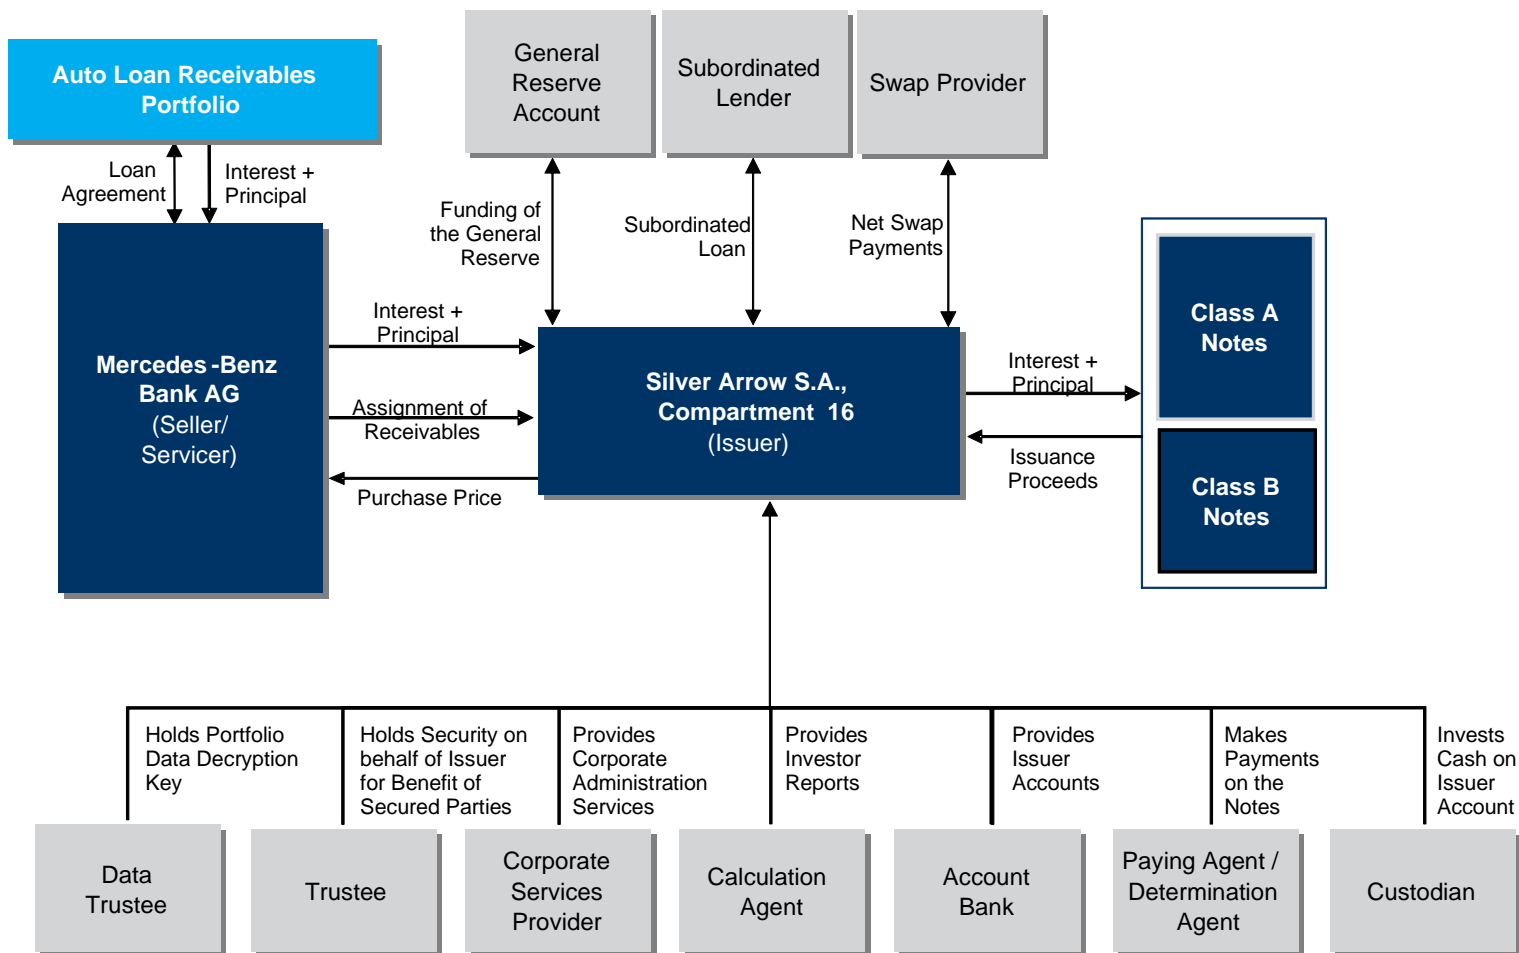 Auto Loan Receivables
Portfolio
General
Reserve
Account
Subordinated
Lender
Swap Provider
Loan
Agreement
Interest +
Principal
Funding of
the General
Reserve
Subordinated
Loan
Net Swap
Payments
Mercedes -Benz
Bank AG
(Seller/
Servicer)
Interest +
Principal
Assignment of
Receivables
Purchase Price
Silver Arrow S.A.,
Compartment 16
(Issuer)
Interest +
Principal
Issuance
Proceeds
Class A
Notes
Class B
Notes
Holds Portfolio
Data Decryption
Key
Holds Security on
behalf of Issuer
for Benefit of
Secured Parties
Provides
Corporate
Administration
Services
Provides
Investor
Reports
Provides
Issuer
Accounts
Makes
Payments
on the
Notes
Invests
Cash on
Issuer
Account
Data
Trustee
Trustee
Corporate
Services
Provider
Calculation
Agent
Account
Bank
Paying Agent /
Determination
Agent
Custodian